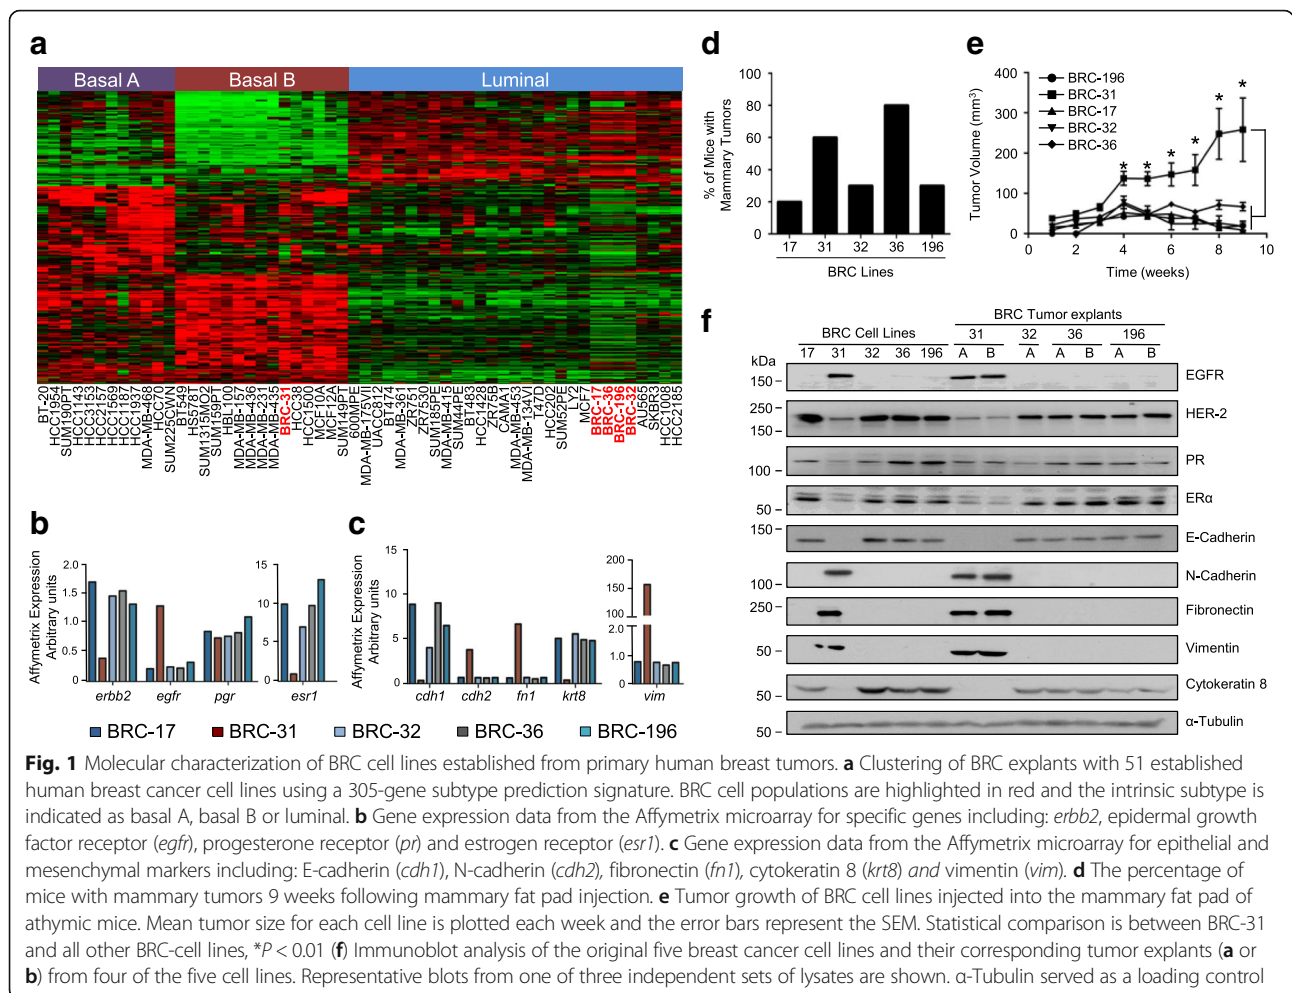 a
Basal A
Basal B
Luminal
BT-20
HCC1954
SUM190PT
HCC1143
HCC3153
HCC2157
HCC1569
HCC1187
HCC1937
MDA-MB-468
HCC70
SUM225CWN
BT549
HS578T
SUM1315MO2
SUM159PT
HBL100
MDA-MB-157
MDA-MB-436
MDA-MB-231
MDA-MB-435
BRC-31
HCC38
HCC1500
MCF10A
MCF12A
SUM149PT
600MPE
MDA-MB-175VII
UACC812
BT474
MDA-MB-361
ZR751
ZR7530
SUM185PE
MDA-MB-415
SUM44PE
BT483
HCC1428
ZR75B
CAMA1
MDA-MB-453
MDA-MB-134VI
T47D
HCC202
SUM52PE
LY2
MCF7
BRC-17
BRC-36
BRC-196
BRC-32
AU565
SKBR3
HCC1008
HCC2185
b
Affymetrix Expression
Arbitrary units
2.0
1.5
1.0
0.5
0
erbb2 egfr pgr
15
10
5
0
esr1
c
Affymetrix Expression
Arbitrary units
15
10
5
0
cdh1 cdh2 fn1 krt8
200
150
100
2.0
1.0
0
vim
BRC-17 BRC-31 BRC-32 BRC-36 BRC-196
d
% of Mice with
Mammary Tumors
100
80
60
40
20
0
17 31 32 36 196
BRC Lines
e
Tumor Volume (mm³)
400
300
200
100
0
BRC-196
BRC-31
BRC-17
BRC-32
BRC-36
* * * * * *
0 2 4 6 8 10
Time (weeks)
f
BRC Tumor explants
BRC Cell Lines 31 32 36 196
17 31 32 36 196 A B A A B A B
kDa
150 EGFR
250
150 HER-2
100 PR
50 ERα
150 E-Cadherin
100 N-Cadherin
250 Fibronectin
50 Vimentin
50 Cytokeratin 8
50 α-Tubulin
Fig. 1 Molecular characterization of BRC cell lines established from primary human breast tumors. a Clustering of BRC explants with 51 established
human breast cancer cell lines using a 305-gene subtype prediction signature. BRC cell populations are highlighted in red and the intrinsic subtype is
indicated as basal A, basal B or luminal. b Gene expression data from the Affymetrix microarray for specific genes including: erbb2, epidermal growth
factor receptor (egfr), progesterone receptor (pr) and estrogen receptor (esr1). c Gene expression data from the Affymetrix microarray for epithelial and
mesenchymal markers including: E-cadherin (cdh1), N-cadherin (cdh2), fibronectin (fn1), cytokeratin 8 (krt8) and vimentin (vim). d The percentage of
mice with mammary tumors 9 weeks following mammary fat pad injection. e Tumor growth of BRC cell lines injected into the mammary fat pad of
athymic mice. Mean tumor size for each cell line is plotted each week and the error bars represent the SEM. Statistical comparison is between BRC-31
and all other BRC-cell lines, *P < 0.01 (f) Immunoblot analysis of the original five breast cancer cell lines and their corresponding tumor explants (a or
b) from four of the five cell lines. Representative blots from one of three independent sets of lysates are shown. α-Tubulin served as a loading control